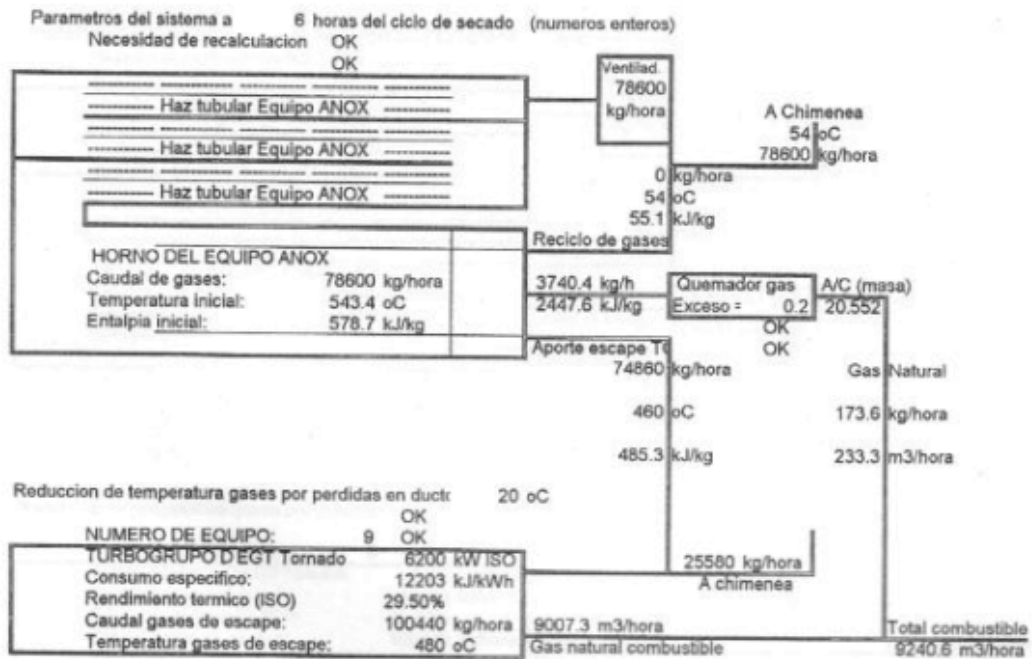 Parametros del sistema a 6 horas del ciclo de secado (numeros enteros)
Necesidad de recalculacion OK
OK
Haz tubular Equipo ANOX
Haz tubular Equipo ANOX
Haz tubular Equipo ANOX
Ventilad.
78600
kg/hora
A Chimenea
54 oC
78600 kg/hora
0 kg/hora
54 oC
55.1 kJ/kg
Reciclo de gases
HORNO DEL EQUIPO ANOX
Caudal de gases: 78600 kg/hora
Temperatura inicial: 543.4 oC
Entalpia inicial: 578.7 kJ/kg
3740.4 kg/h
2447.6 kJ/kg
Quemador gas
Exceso = 0.2
OK
OK
A/C (masa)
20.552
Aporte escape TG
74860 kg/hora
460 oC
485.3 kJ/kg
Gas Natural
173.6 kg/hora
233.3 m3/hora
Reduccion de temperatura gases por perdidas en ducto 20 oC
OK
NUMERO DE EQUIPO: 9 OK
TURBOGRUPO D'EGT Tornado 6200 kW ISO
Consumo especifico: 12203 kJ/kWh
Rendimiento termico (ISO) 29.50%
Caudal gases de escape: 100440 kg/hora
Temperatura gases de escape: 480 oC
25580 kg/hora
A chimenea
9007.3 m3/hora
Gas natural combustible
Total combustible
9240.6 m3/hora